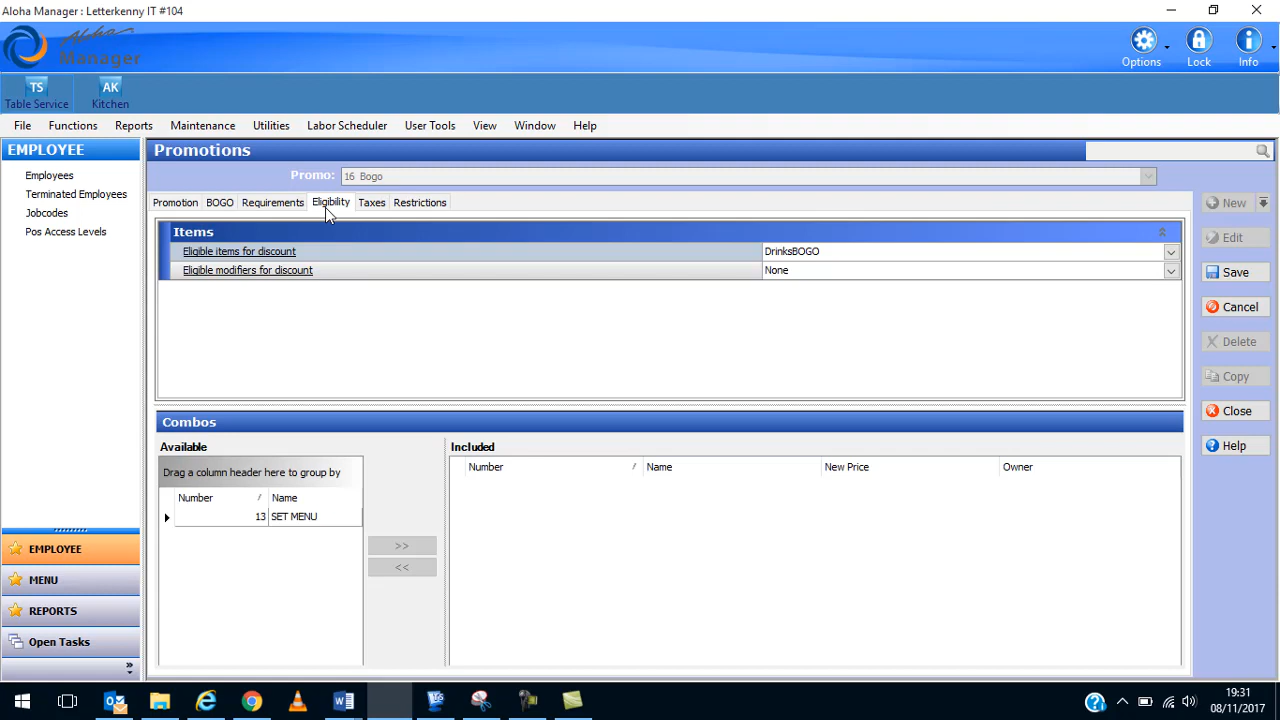 Aloha Manager : Letterkenny IT #104
Aloha
Manager
Options
Lock
Info
TS
Table Service
AK
Kitchen
File Functions Reports Maintenance Utilities Labor Scheduler User Tools View Window Help
EMPLOYEE
Employees
Terminated Employees
Jobcodes
Pos Access Levels
EMPLOYEE
MENU
REPORTS
Open Tasks
Promotions
Promo: 16 Bogo
Promotion BOGO Requirements Eligibility Taxes Restrictions
Items
Eligible items for discount DrinksBOGO
Eligible modifiers for discount None
Combos
Available
Drag a column header here to group by
Number Name
13 SET MENU
>>
<<
Included
Number Name New Price Owner
New
Edit
Save
Cancel
Delete
Copy
Close
Help
19:31
08/11/2017